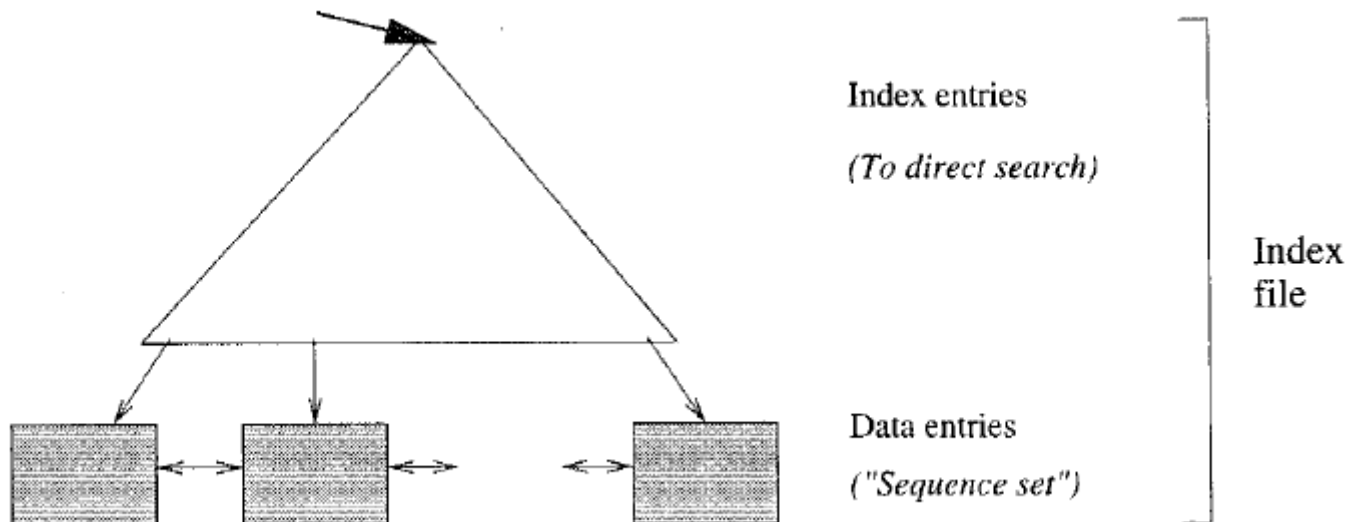 Index entries
(To direct search)
Index
file
Data entries
("Sequence set")